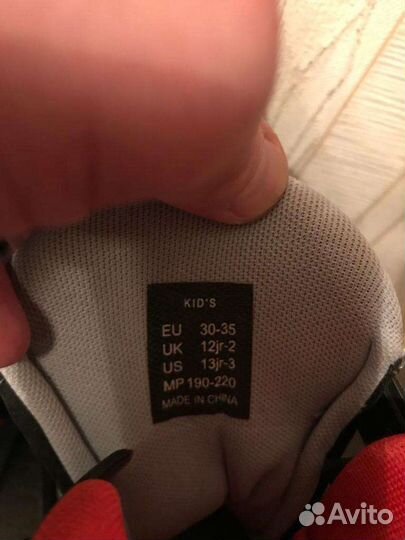 KID'S
EU 30-35
UK 12jr-2
US 13jr-3
MP 190-220
MADE IN CHINA
Avito